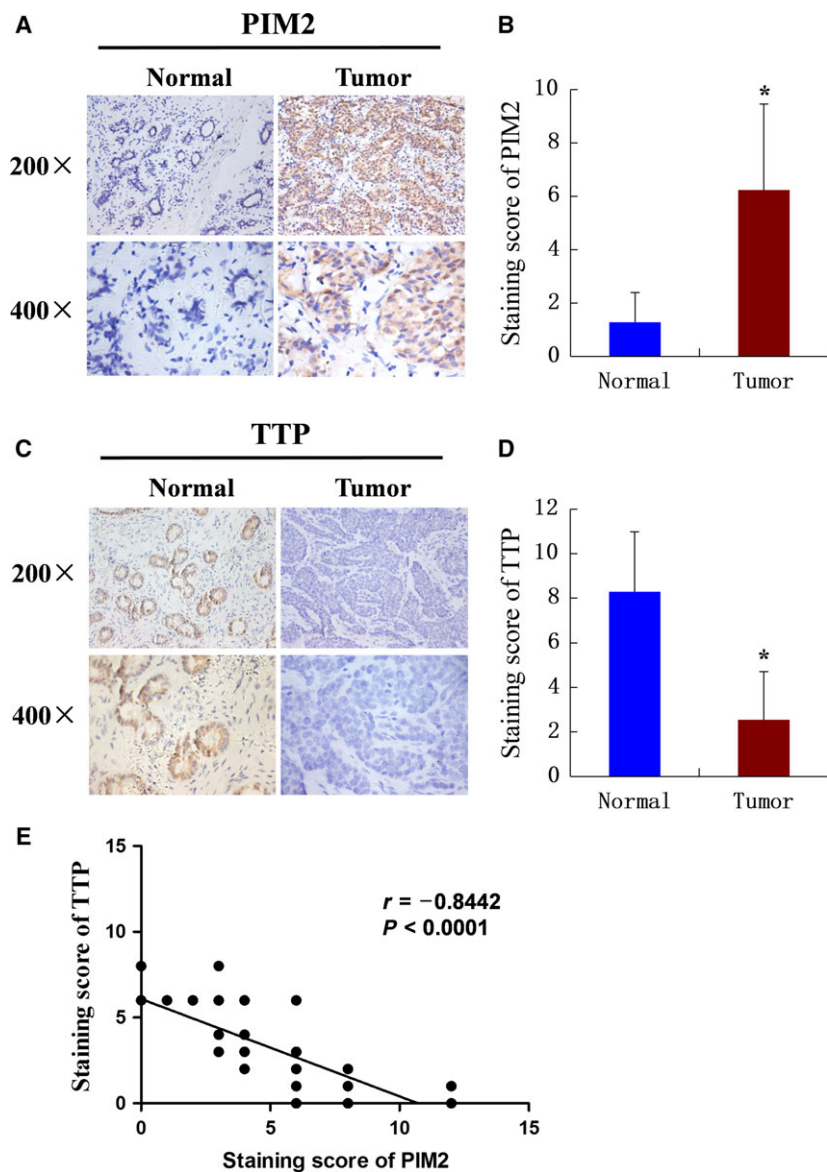 A
PIM2
Normal Tumor
200×
400×
B
Staining score of PIM2
10
8
6
4
2
0
*
Normal Tumor
C
TTP
Normal Tumor
200×
400×
D
Staining score of TTP
12
10
8
6
4
2
0
*
Normal Tumor
E
Staining score of TTP
15
10
5
0
r = −0.8442
P < 0.0001
0 5 10 15
Staining score of PIM2